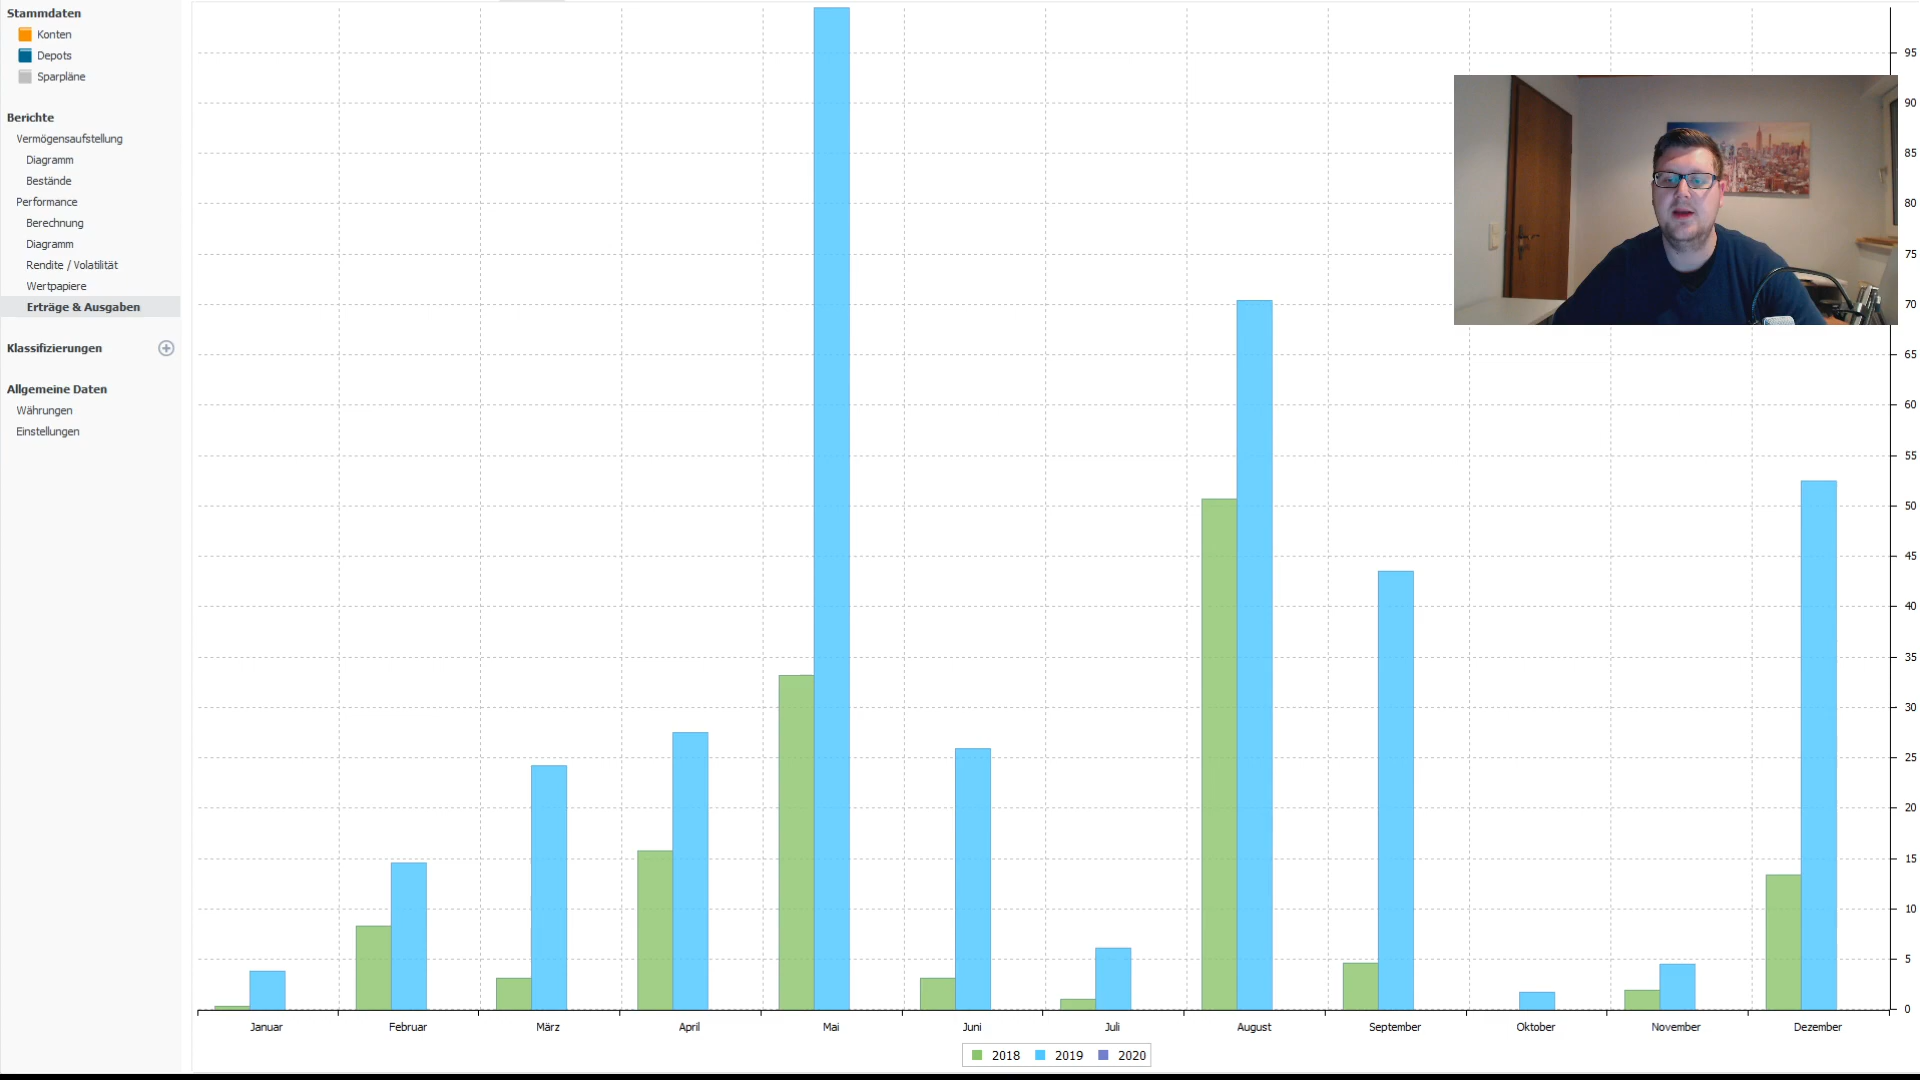 Stammdaten
Konten
Depots
Sparpläne
Berichte
Vermögensaufstellung
Diagramm
Bestände
Performance
Berechnung
Diagramm
Rendite / Volatilität
Wertpapiere
Erträge & Ausgaben
Klassifizierungen
Allgemeine Daten
Währungen
Einstellungen
95
90
85
80
75
70
65
60
55
50
45
40
35
30
25
20
15
10
5
0
Januar Februar März April Mai Juni Juli August September Oktober November Dezember
2018 2019 2020